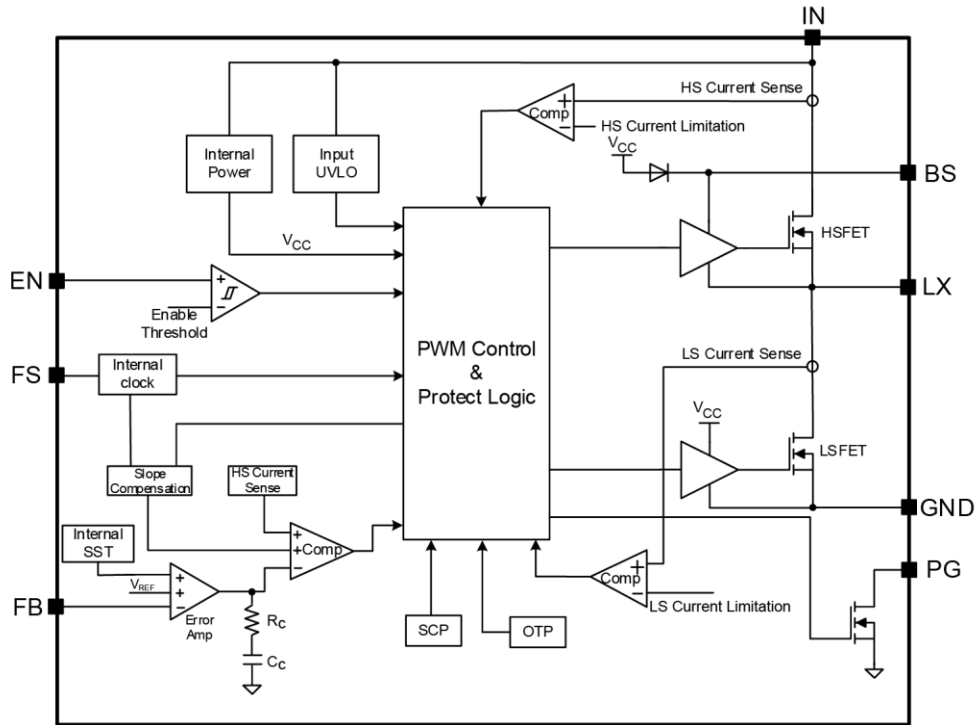 IN
HS Current Sense
+
Comp
−
HS Current Limitation
VCC
BS
Internal
Power
Input
UVLO
HSFET
VCC
EN
+
−
Enable
Threshold
LX
PWM Control
&
Protect Logic
LS Current Sense
FS
Internal
clock
VCC
LSFET
Slope
Compensation
HS Current
Sense
GND
Internal
SST
+
+
−
Comp
+
Comp
−
PG
VREF
+
+
−
FB
Error
Amp
RC
LS Current Limitation
SCP
OTP
CC